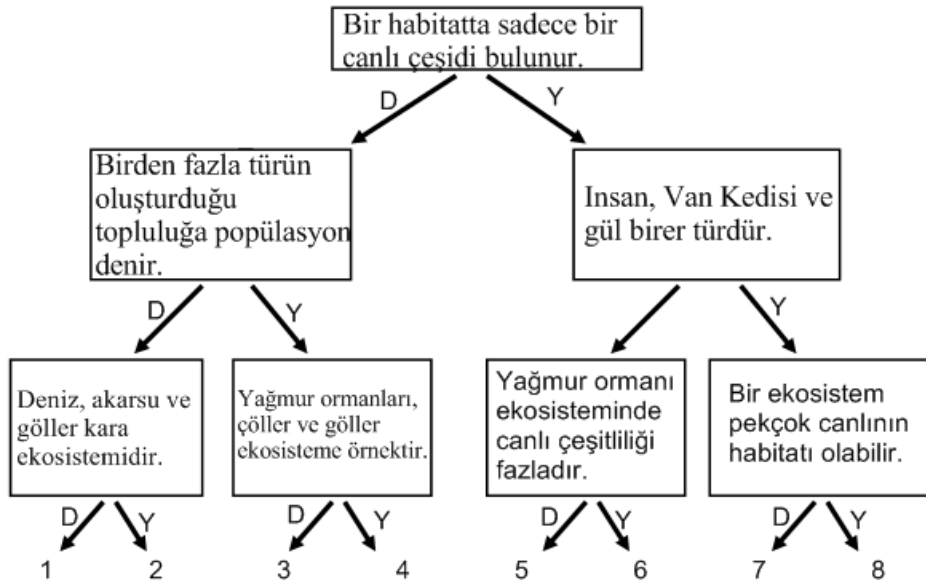 Bir habitatta sadece bir
canlı çeşidi bulunur.
D
Y
Birden fazla türün
oluşturduğu
topluluğa popülasyon
denir.
Insan, Van Kedisi ve
gül birer türdür.
D
Y
Y
Deniz, akarsu ve
göller kara
ekosistemidir.
Yağmur ormanları,
çöller ve göller
ekosisteme örnektir.
Yağmur ormanı
ekosisteminde
canlı çeşitliliği
fazladır.
Bir ekosistem
pekçok canlının
habitatı olabilir.
D
Y
D
Y
D
Y
D
Y
1
2
3
4
5
6
7
8